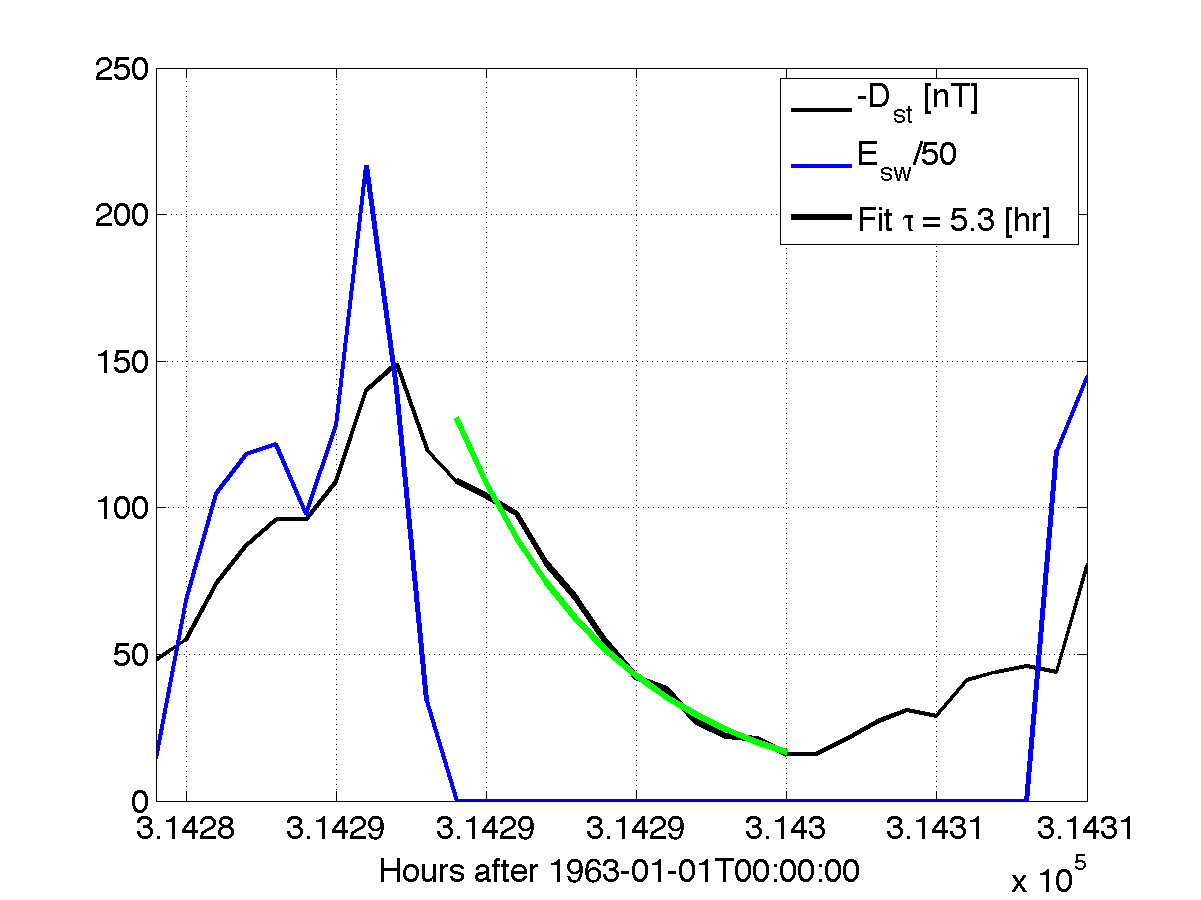 250
200
150
100
50
0
-Dst [nT]
Esw/50
Fit τ = 5.3 [hr]
3.1428 3.1429 3.1429 3.1429 3.143 3.1431 3.1431
Hours after 1963-01-01T00:00:00
x 10^5